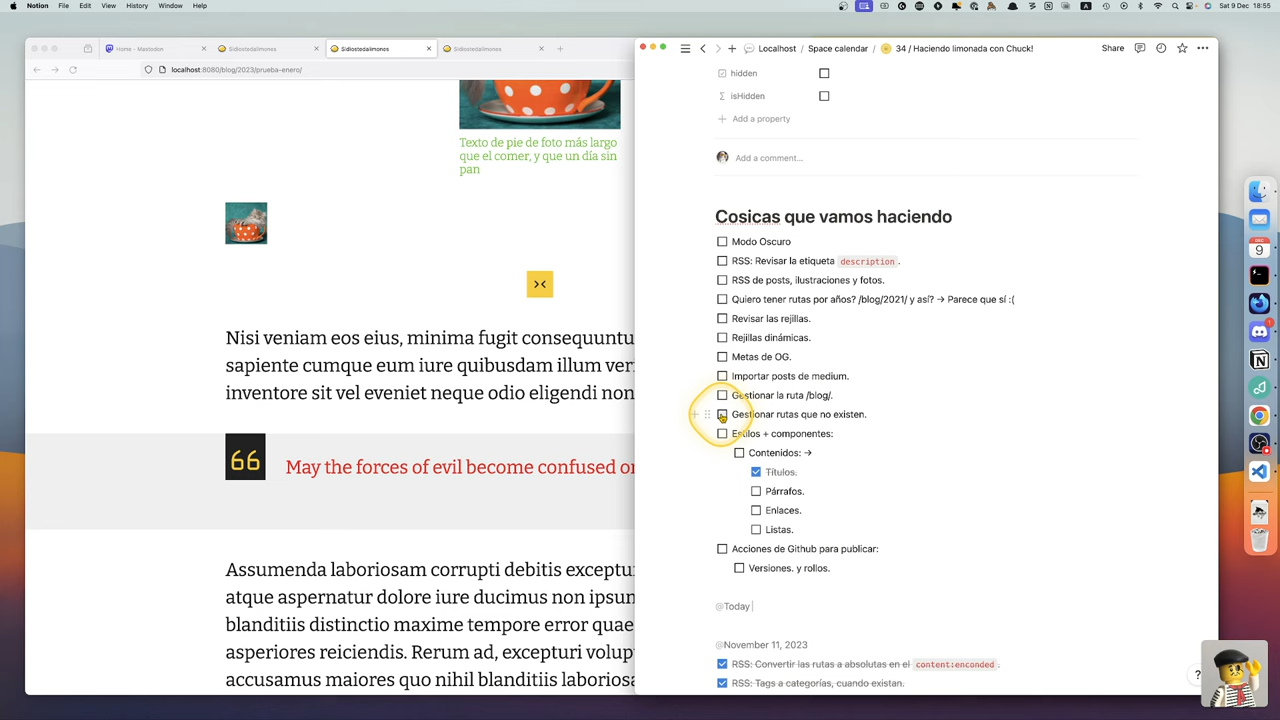 Notion File Edit View History Window Help
Sat 9 Dec 18:55
Home - Mastodon
Sidiostedalimones
Sidiostedalimones
Sidiostedalimones
localhost:8080/blog/2023/prueba-enero/
Texto de pie de foto más largo
que el comer, y que un día sin
pan
Nisi veniam eos eius, minima fugit consequuntu
sapiente cumque eum iure quibusdam illum ver
inventore sit vel eveniet neque odio eligendi non
66 May the forces of evil become confused o
Assumenda laboriosam corrupti debitis exceptu
atque aspernatur dolore iure ducimus non ipsu
blanditiis distinctio maxime tempore error quae
asperiores reiciendis. Rerum ad, excepturi volup
accusamus maiores quo nihil blanditiis laborios
Localhost / Space calendar / 34 / Haciendo limonada con Chuck!
Share
hidden
isHidden
Add a property
Add a comment...
Cosicas que vamos haciendo
Modo Oscuro
RSS: Revisar la etiqueta description.
RSS de posts, ilustraciones y fotos.
Quiero tener rutas por años? /blog/2021/ y así? → Parece que sí :(
Revisar las rejillas.
Rejillas dinámicas.
Metas de OG.
Importar posts de medium.
Gestionar la ruta /blog/.
Gestionar rutas que no existen.
Estilos + componentes:
Contenidos: →
Títulos.
Párrafos.
Enlaces.
Listas.
Acciones de Github para publicar:
Versiones. y rollos.
@Today
@November 11, 2023
RSS: Convertir las rutas a absolutas en el content:enconded.
RSS: Tags a categorías, cuando existan.
?
DEC
9